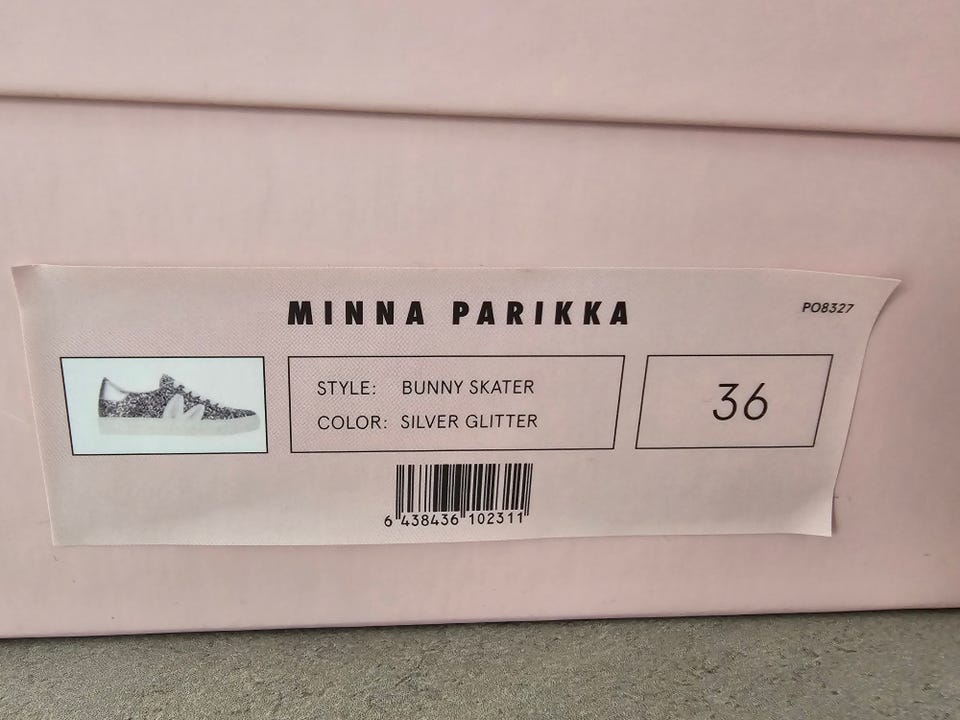 MINNA PARIKKA
PO8327
STYLE: BUNNY SKATER
COLOR: SILVER GLITTER
36
6 438436 102311